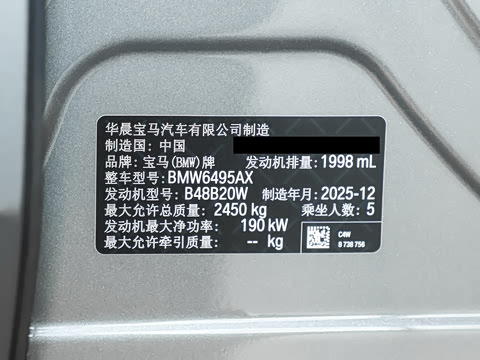 华晨宝马汽车有限公司制造
制造国: 中国
品牌: 宝马(BMW)牌 发动机排量: 1998 mL
整车型号: BMW6495AX
发动机型号: B48B20W 制造年月: 2025-12
最大允许总质量: 2450 kg 乘坐人数: 5
发动机最大净功率: 190 kW
最大允许牵引质量: -- kg
C4W
8 738 756